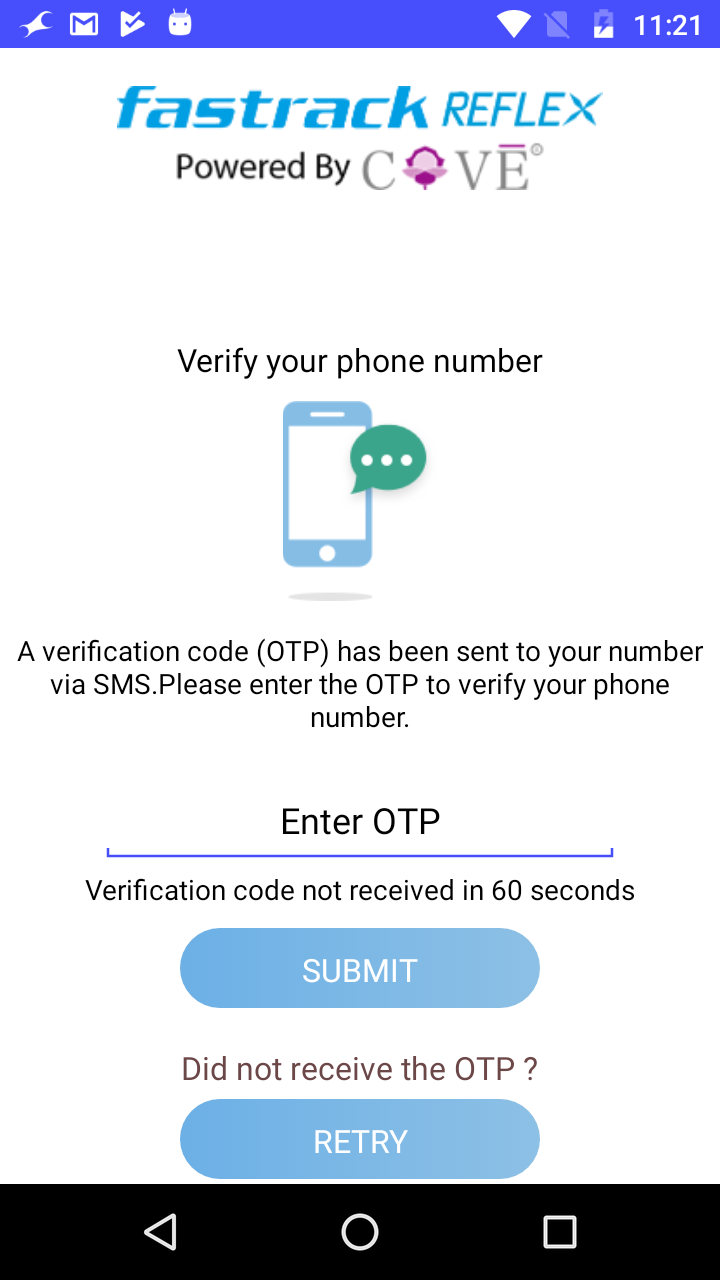 11:21
fastrack REFLEX
Powered By COVE®
Verify your phone number
A verification code (OTP) has been sent to your number
via SMS.Please enter the OTP to verify your phone
number.
Enter OTP
Verification code not received in 60 seconds
SUBMIT
Did not receive the OTP ?
RETRY